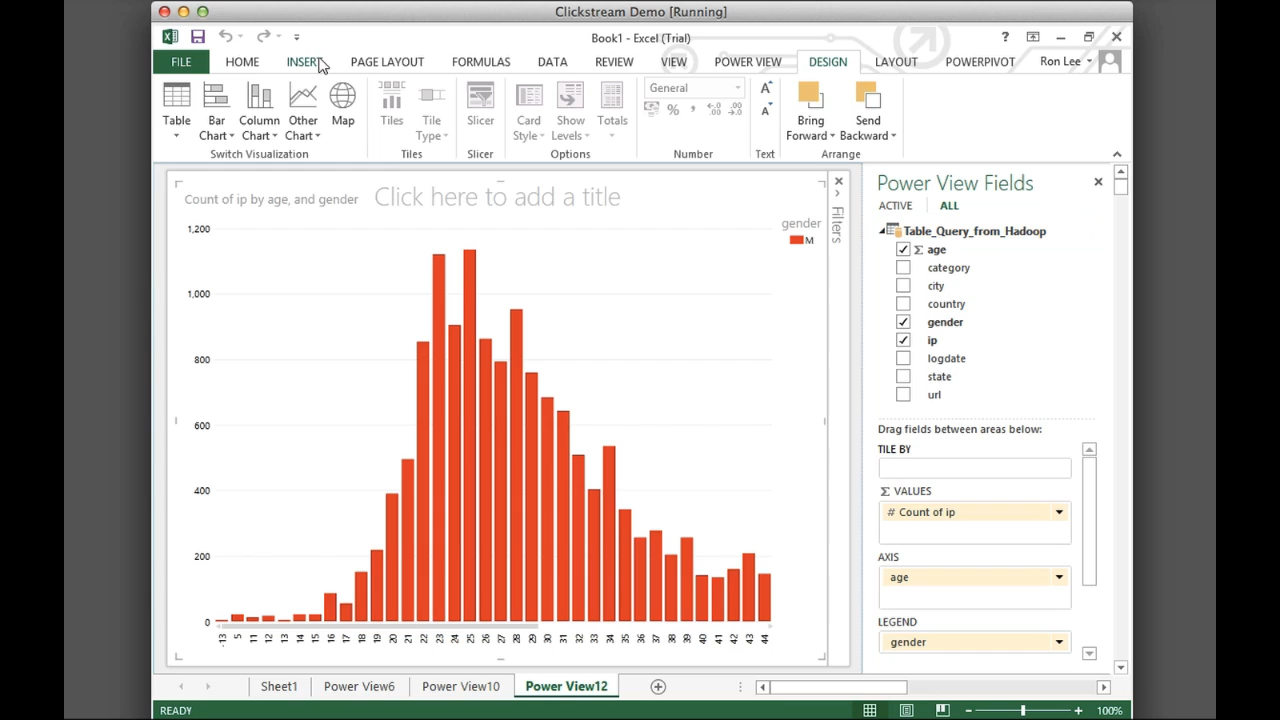 Clickstream Demo [Running]
Book1 - Excel (Trial)
?
FILE HOME INSERT PAGE LAYOUT FORMULAS DATA REVIEW VIEW POWER VIEW DESIGN LAYOUT POWERPIVOT Ron Lee
Table
Bar Chart
Column Chart
Other Chart
Map
Switch Visualization
Tiles
Tile Type
Tiles
Slicer
Slicer
Card Style
Show Levels
Totals
Options
General
%
Number
A
A
Text
Bring Forward
Send Backward
Arrange
Count of ip by age, and gender
Click here to add a title
gender
M
1,200
1,000
800
600
400
200
0
-13 5 11 12 13 14 15 16 17 18 19 20 21 22 23 24 25 26 27 28 29 30 31 32 33 34 35 36 37 38 39 40 41 42 43 44
Filters
Power View Fields
ACTIVE ALL
Table_Query_from_Hadoop
Σ age
category
city
country
gender
ip
logdate
state
url
Drag fields between areas below:
TILE BY
Σ VALUES
# Count of ip
AXIS
age
LEGEND
gender
Sheet1 Power View6 Power View10 Power View12
READY
100%